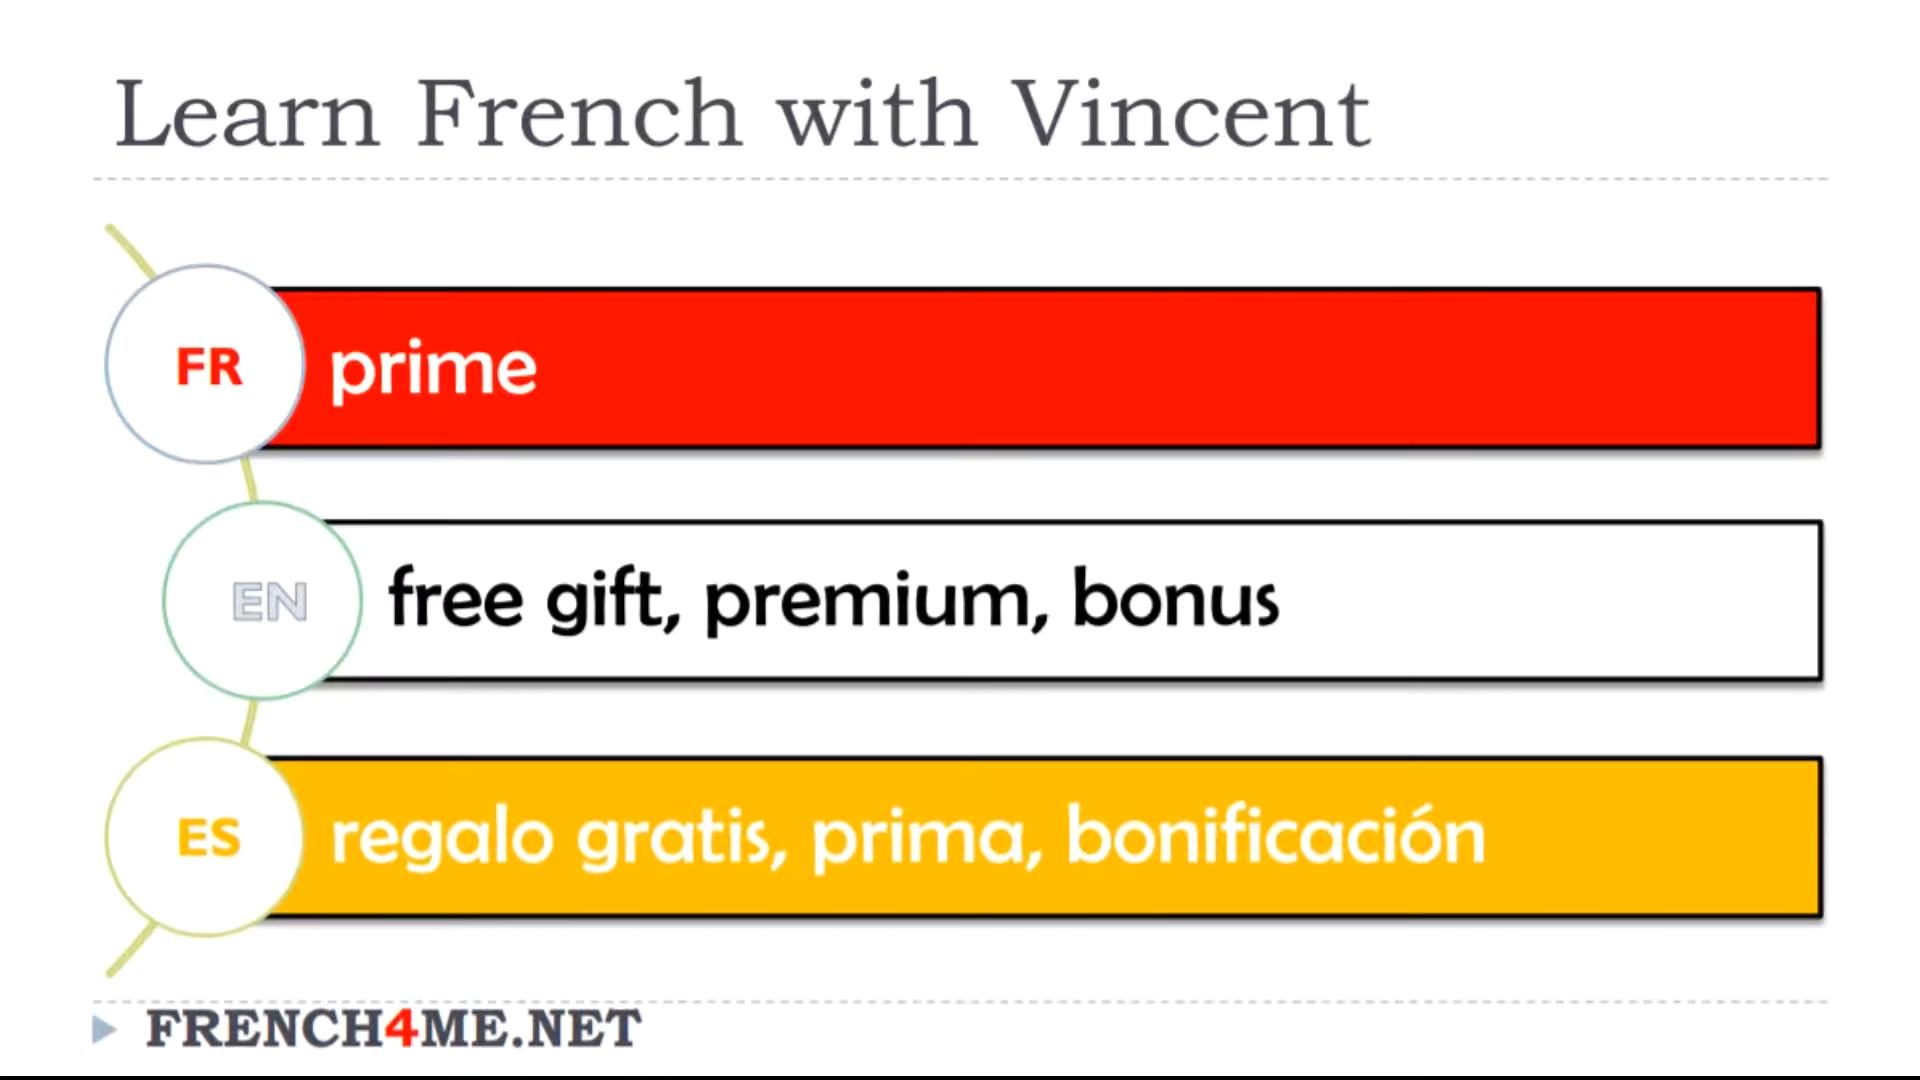 Learn French with Vincent
FR prime
EN free gift, premium, bonus
ES regalo gratis, prima, bonificación
FRENCH4ME.NET